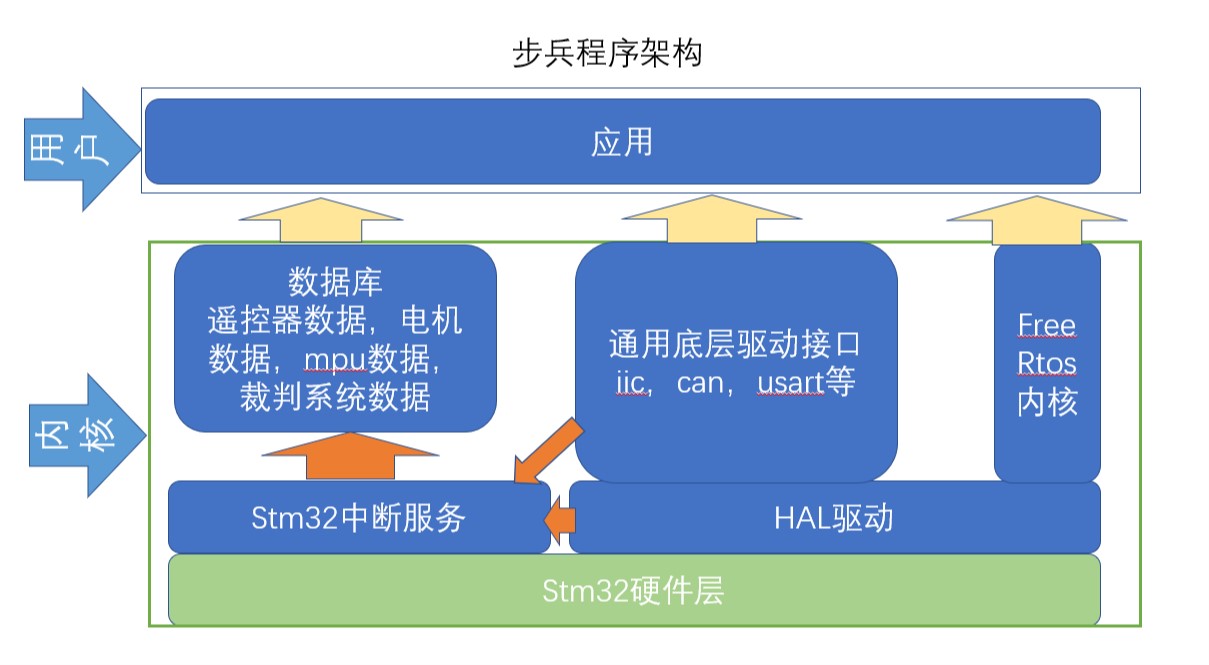 步兵程序架构
用户
应用
数据库
遥控器数据，电机
数据，mpu数据，
裁判系统数据
通用底层驱动接口
iic，can，usart等
Free
Rtos
内核
内核
Stm32中断服务
HAL驱动
Stm32硬件层